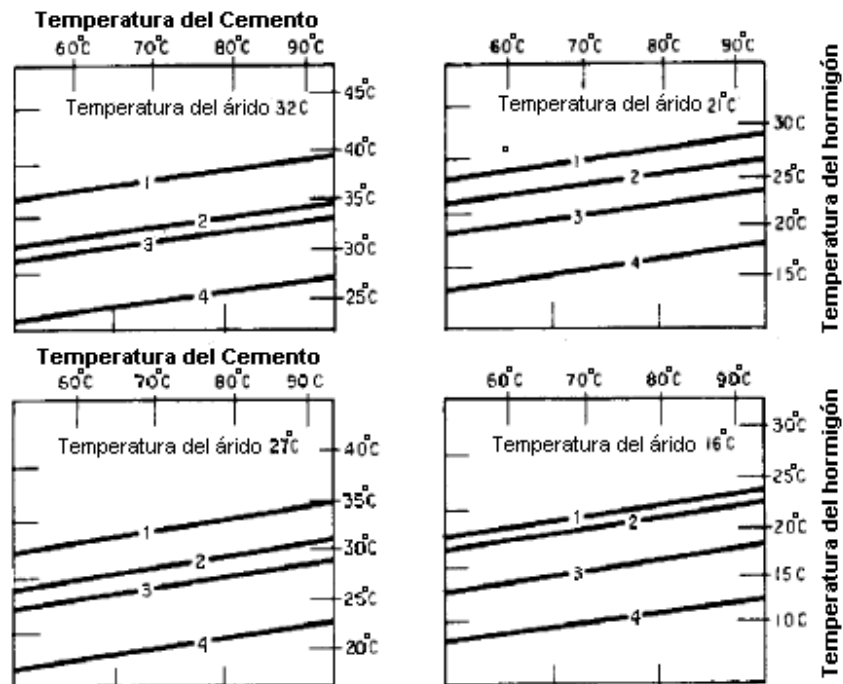 Temperatura del Cemento
60°C 70°C 80°C 90°C
Temperatura del árido 32C
45°C
40°C
35°C
30°C
25°C
1
2
3
4
60°C 70°C 80°C 90°C
Temperatura del árido 21°C
30°C
25°C
20°C
15°C
1
2
3
4
Temperatura del hormigón
Temperatura del Cemento
60°C 70°C 80°C 90°C
Temperatura del árido 27°C
40°C
35°C
30°C
25°C
20°C
1
2
3
4
60°C 70°C 80°C 90°C
Temperatura del árido 16°C
30°C
25°C
20°C
15°C
10°C
1
2
3
4
Temperatura del hormigón